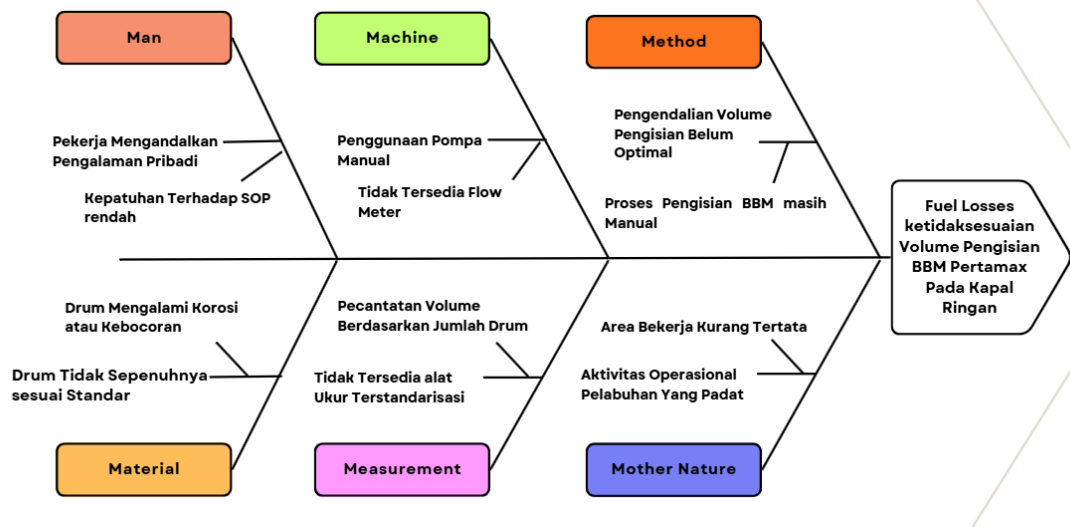 Man
Machine
Method
Pekerja Mengandalkan
Pengalaman Pribadi
Kepatuhan Terhadap SOP
rendah
Penggunaan Pompa
Manual
Tidak Tersedia Flow
Meter
Pengendalian Volume
Pengisian Belum
Optimal
Proses Pengisian BBM masih
Manual
Fuel Losses
ketidaksesuaian
Volume Pengisian
BBM Pertamax
Pada Kapal
Ringan
Drum Mengalami Korosi
atau Kebocoran
Drum Tidak Sepenuhnya
sesuai Standar
Pecantatan Volume
Berdasarkan Jumlah Drum
Tidak Tersedia alat
Ukur Terstandarisasi
Area Bekerja Kurang Tertata
Aktivitas Operasional
Pelabuhan Yang Padat
Material
Measurement
Mother Nature